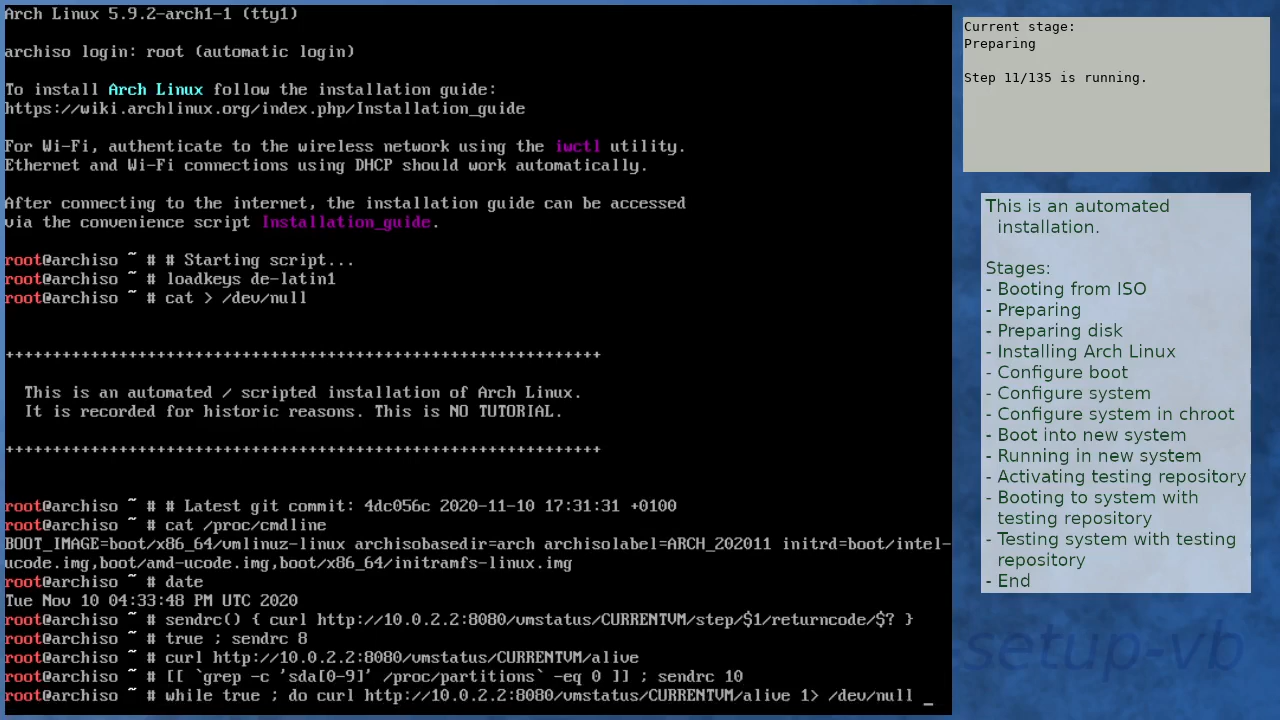 Arch Linux 5.9.2-arch1-1 (tty1)
archiso login: root (automatic login)
To install Arch Linux follow the installation guide:
https://wiki.archlinux.org/index.php/Installation_guide
For Wi-Fi, authenticate to the wireless network using the iwctl utility.
Ethernet and Wi-Fi connections using DHCP should work automatically.
After connecting to the internet, the installation guide can be accessed
via the convenience script Installation_guide.
root@archiso ~ # # Starting script...
root@archiso ~ # loadkeys de-latin1
root@archiso ~ # cat > /dev/null
+++++++++++++++++++++++++++++++++++++++++++++++++++++++++++++++
This is an automated / scripted installation of Arch Linux.
It is recorded for historic reasons. This is NO TUTORIAL.
+++++++++++++++++++++++++++++++++++++++++++++++++++++++++++++++
root@archiso ~ # # Latest git commit: 4dc056c 2020-11-10 17:31:31 +0100
root@archiso ~ # cat /proc/cmdline
BOOT_IMAGE=boot/x86_64/vmlinuz-linux archisobasedir=arch archisolabel=ARCH_202011 initrd=boot/intel-
ucode.img,boot/amd-ucode.img,boot/x86_64/initramfs-linux.img
root@archiso ~ # date
Tue Nov 10 04:33:48 PM UTC 2020
root@archiso ~ # sendrc() { curl http://10.0.2.2:8080/vmstatus/CURRENTVM/step/$1/returncode/$? }
root@archiso ~ # true ; sendrc 8
root@archiso ~ # curl http://10.0.2.2:8080/vmstatus/CURRENTVM/alive
root@archiso ~ # [[ `grep -c 'sda[0-9]' /proc/partitions` -eq 0 ]] ; sendrc 10
root@archiso ~ # while true ; do curl http://10.0.2.2:8080/vmstatus/CURRENTVM/alive 1> /dev/null _
Current stage:
Preparing
Step 11/135 is running.
This is an automated
installation.
Stages:
- Booting from ISO
- Preparing
- Preparing disk
- Installing Arch Linux
- Configure boot
- Configure system
- Configure system in chroot
- Boot into new system
- Running in new system
- Activating testing repository
- Booting to system with
testing repository
- Testing system with testing
repository
- End
setup-vb